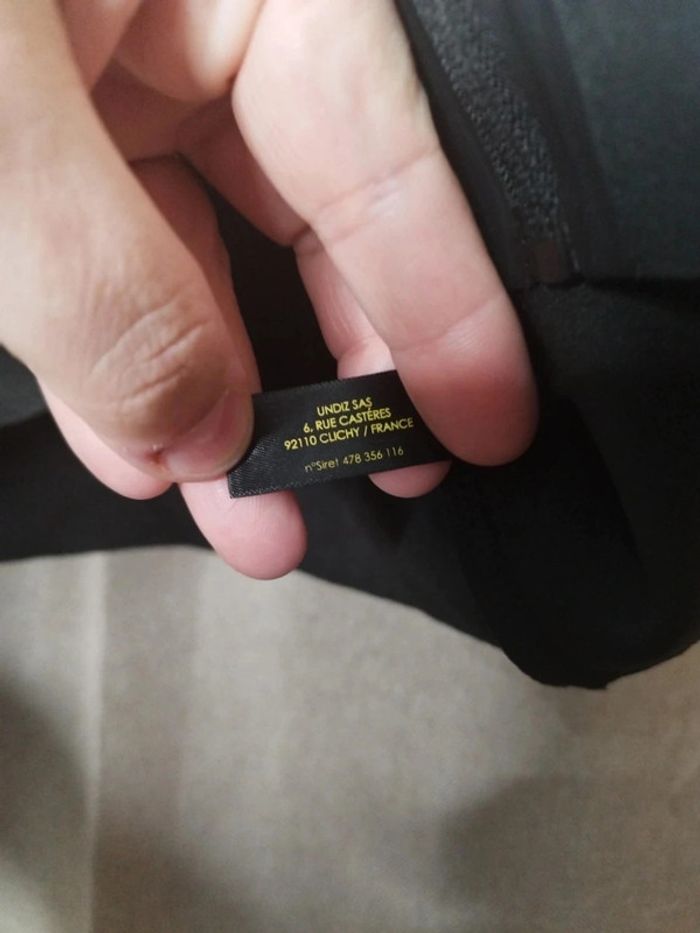 UNDIZ SAS
6, RUE CASTÉRES
92110 CLICHY / FRANCE
n°Siret 478 356 116